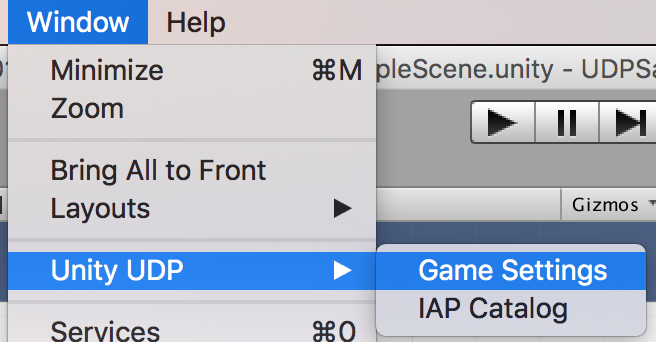 Window Help
Minimize ⌘M
pleScene.unity - UDPSa
Zoom
Bring All to Front
Layouts
Gizmos
Unity UDP
Game Settings
IAP Catalog
Services ⌘0